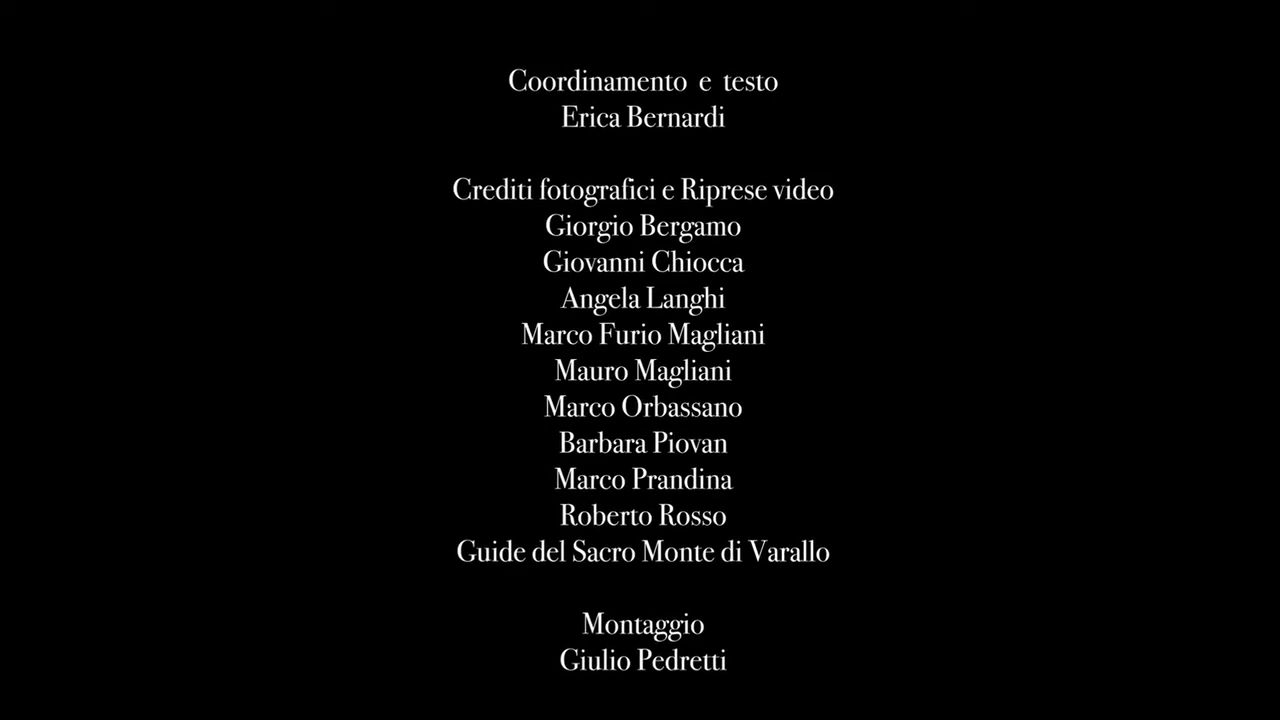 Coordinamento e testo
Erica Bernardi
Crediti fotografici e Riprese video
Giorgio Bergamo
Giovanni Chiocca
Angela Langhi
Marco Furio Magliani
Mauro Magliani
Marco Orbassano
Barbara Piovan
Marco Prandina
Roberto Rosso
Guide del Sacro Monte di Varallo
Montaggio
Giulio Pedretti